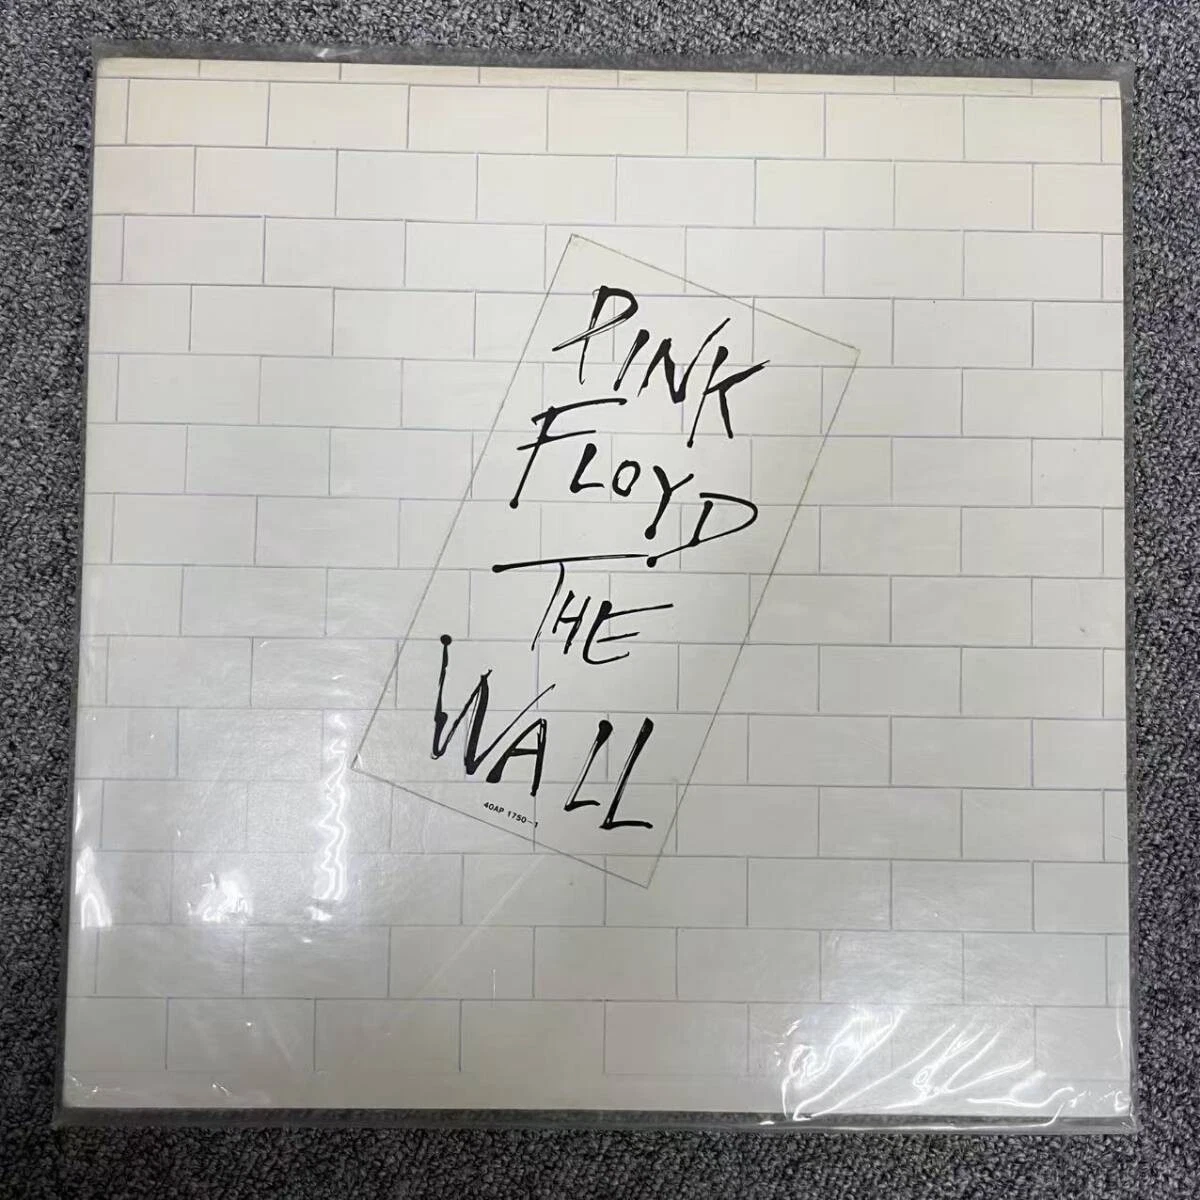 PINK
FLOYD
THE
WALL
40AP 1750~1